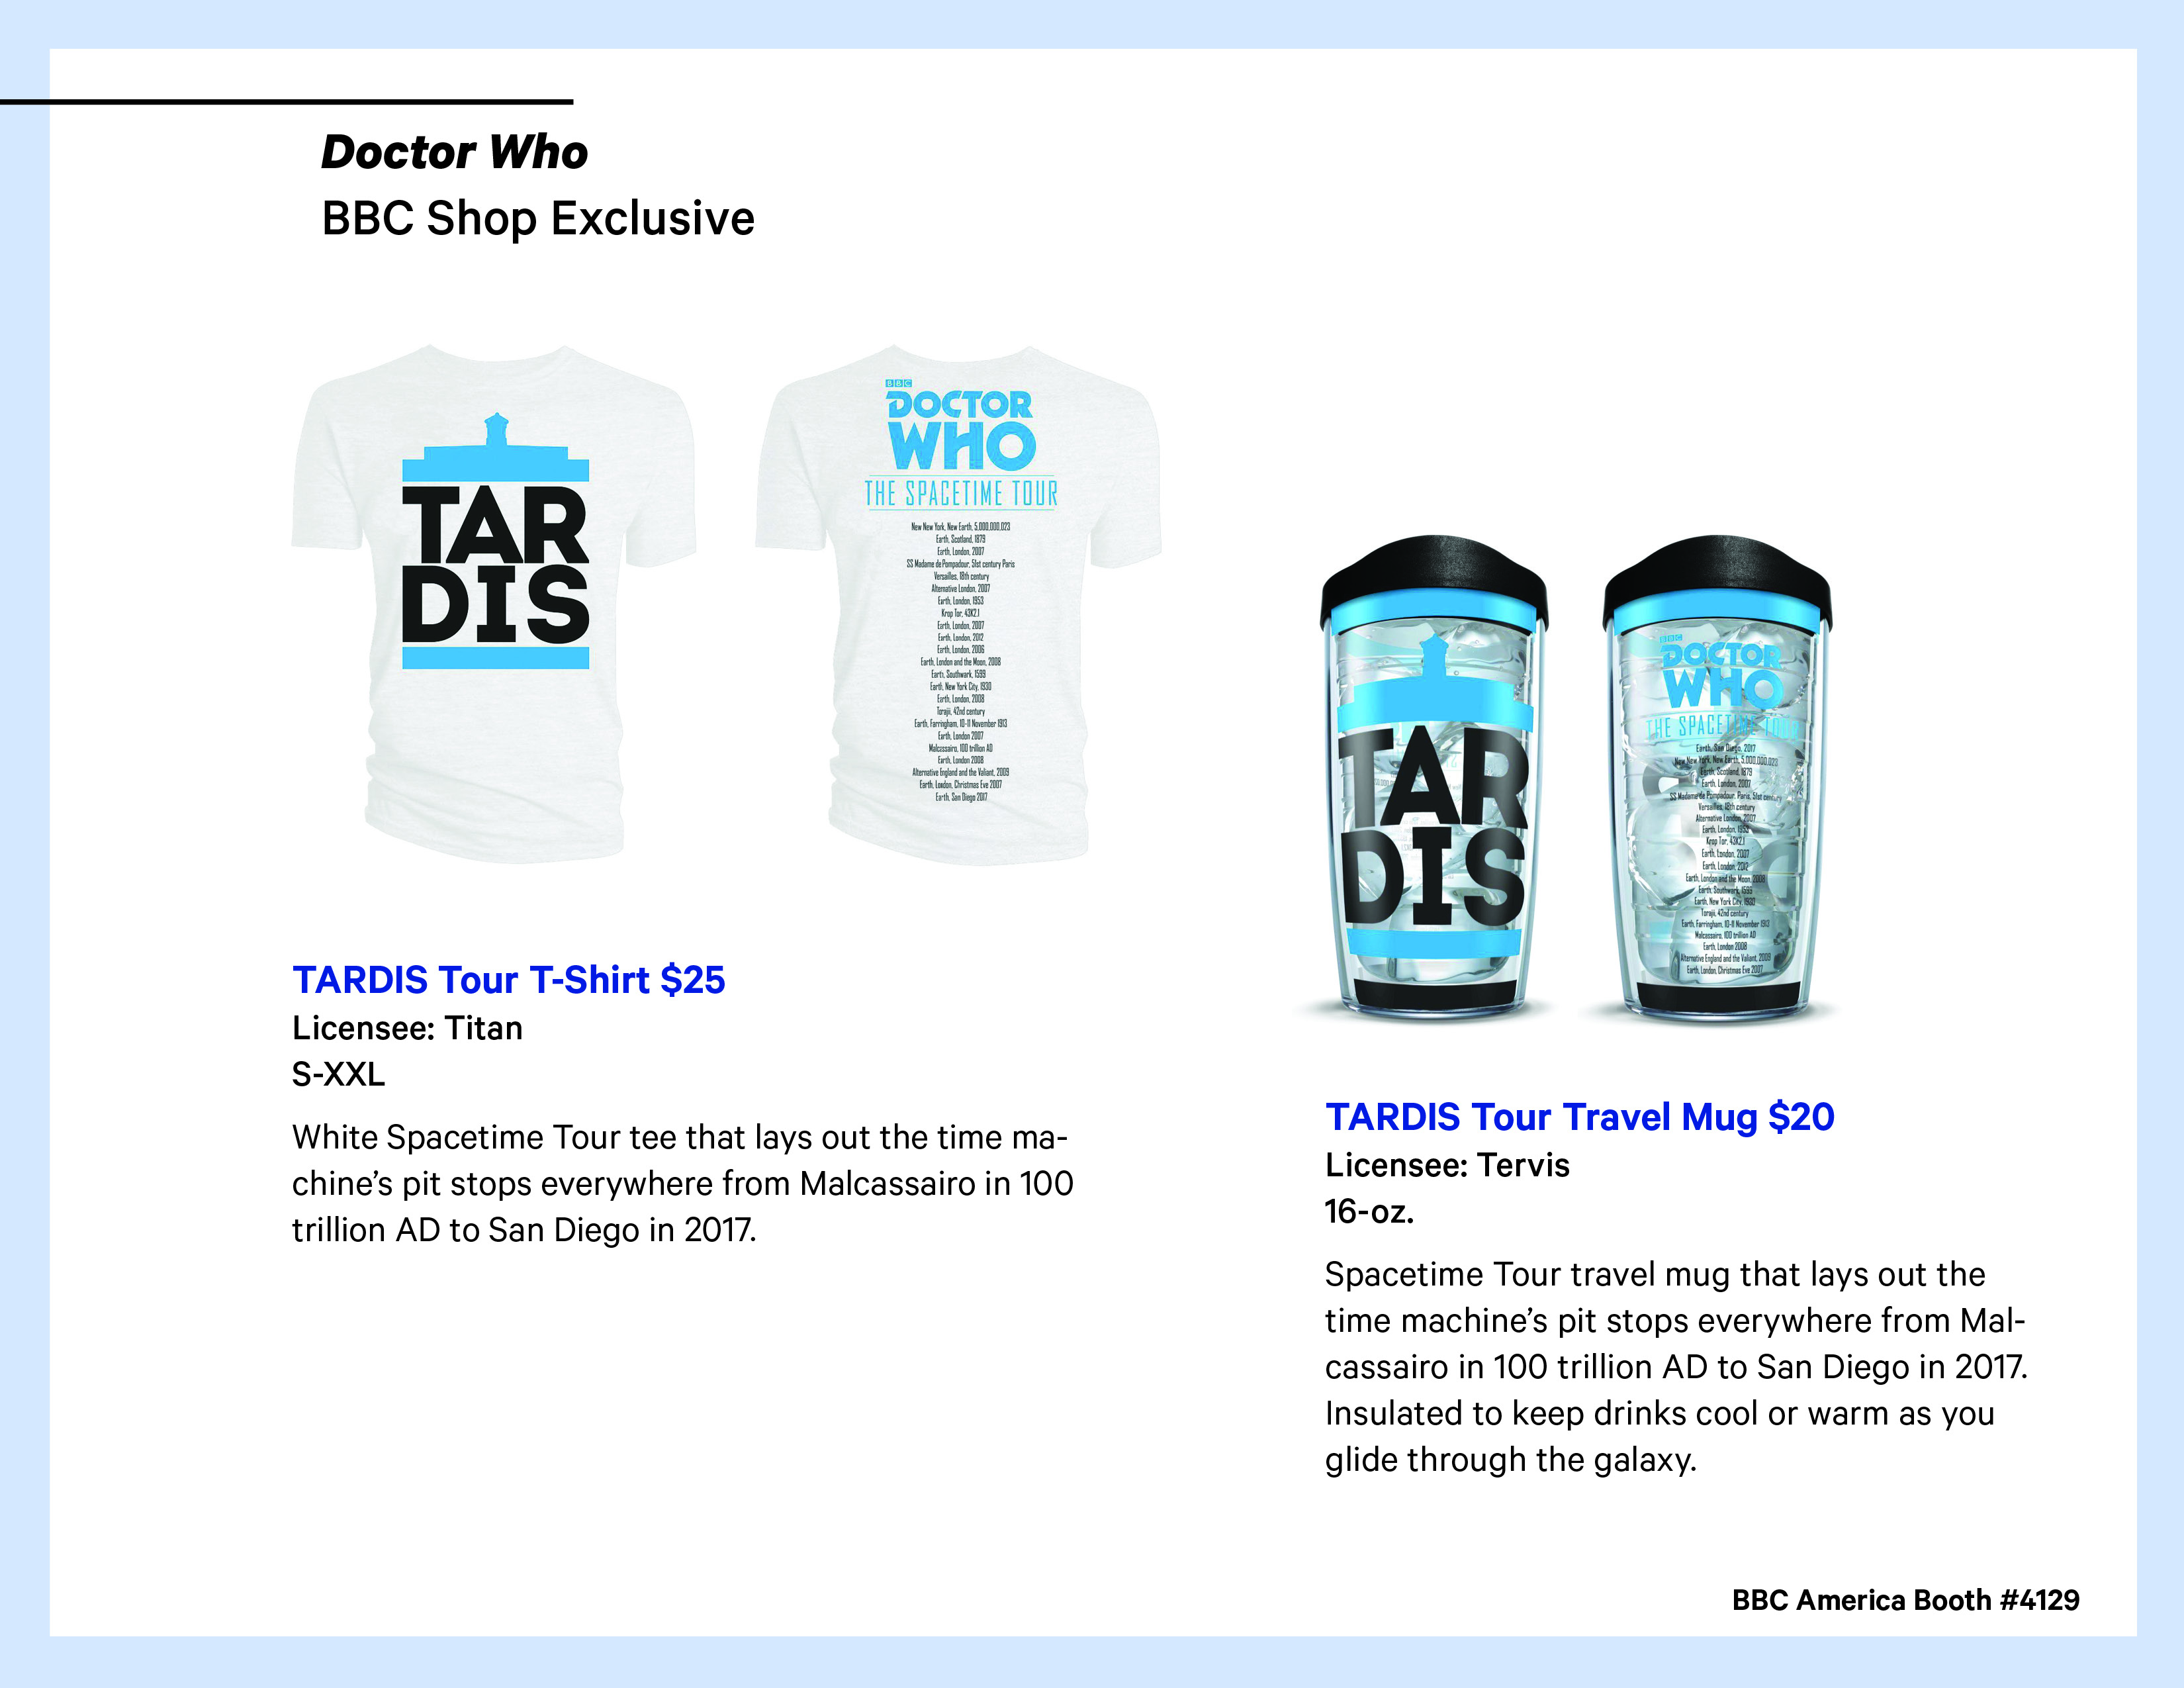 Doctor Who
BBC Shop Exclusive
TAR
DIS
BBC
DOCTOR
WHO
THE SPACETIME TOUR
New New York, New Earth, 5,000,000,023
Earth, Scotland, 1879
Earth, London, 2007
SS Madame de Pompadour, 51st century Paris
Versailles, 18th century
Alternative London, 2007
Earth, London, 1953
Krop Tor, 43K2.1
Earth, London, 2007
Earth, London, 2012
Earth, London, 2006
Earth, London and the Moon, 2008
Earth, Southwark, 1599
Earth, New York City, 1930
Earth, London, 2008
Torajii, 42nd century
Earth, Farringham, 10-11 November 1913
Earth, London 2007
Malcassairo, 100 trillion AD
Earth, London 2008
Alternative England and the Valiant, 2009
Earth, London, Christmas Eve 2007
Earth, San Diego 2017
TAR
DIS
BBC
DOCTOR
WHO
THE SPACETIME TOUR
Earth, San Diego, 2017
New New York, New Earth, 5,000,000,023
Earth, Scotland, 1879
Earth, London, 2007
SS Madame de Pompadour, Paris, 51st century
Versailles, 18th century
Alternative London, 2007
Earth, London, 1953
Krop Tor, 43K2.1
Earth, London, 2007
Earth, London, 2012
Earth, London and the Moon, 2008
Earth, Southwark, 1599
Earth, New York City, 1930
Torajii, 42nd century
Earth, Farringham, 10-11 November 1913
Malcassairo, 100 trillion AD
Earth, London 2008
Alternative England and the Valiant, 2009
Earth, London, Christmas Eve 2007
TARDIS Tour T-Shirt $25
Licensee: Titan
S-XXL
White Spacetime Tour tee that lays out the time ma-
chine’s pit stops everywhere from Malcassairo in 100
trillion AD to San Diego in 2017.
TARDIS Tour Travel Mug $20
Licensee: Tervis
16-oz.
Spacetime Tour travel mug that lays out the
time machine’s pit stops everywhere from Mal-
cassairo in 100 trillion AD to San Diego in 2017.
Insulated to keep drinks cool or warm as you
glide through the galaxy.
BBC America Booth #4129